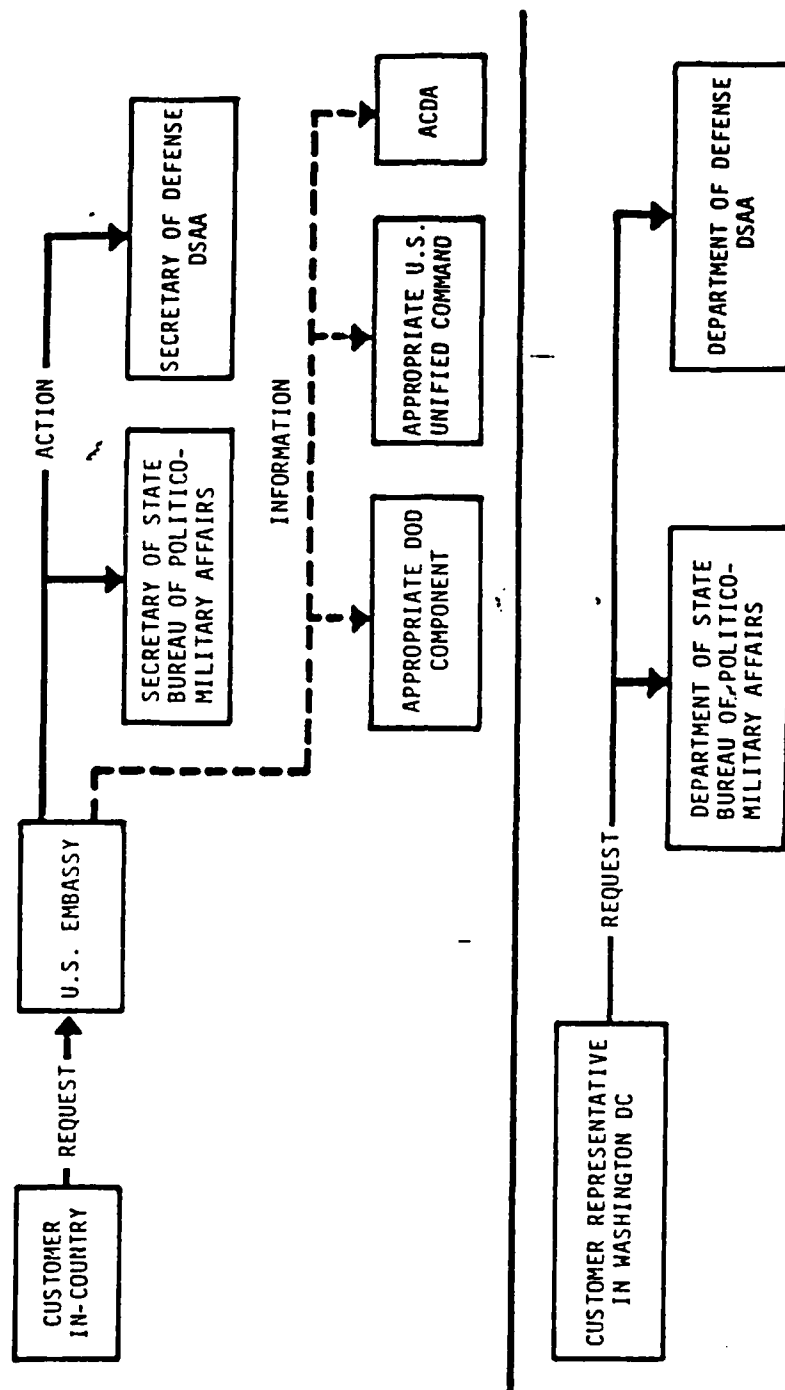 CUSTOMER
IN-COUNTRY
REQUEST
U.S. EMBASSY
ACTION
SECRETARY OF STATE
BUREAU OF POLITICO-
MILITARY AFFAIRS
SECRETARY OF DEFENSE
DSAA
INFORMATION
APPROPRIATE DOD
COMPONENT
APPROPRIATE U.S.
UNIFIED COMMAND
ACDA
CUSTOMER REPRESENTATIVE
IN WASHINGTON DC
REQUEST
DEPARTMENT OF STATE
BUREAU OF POLITICO-
MILITARY AFFAIRS
DEPARTMENT OF DEFENSE
DSAA